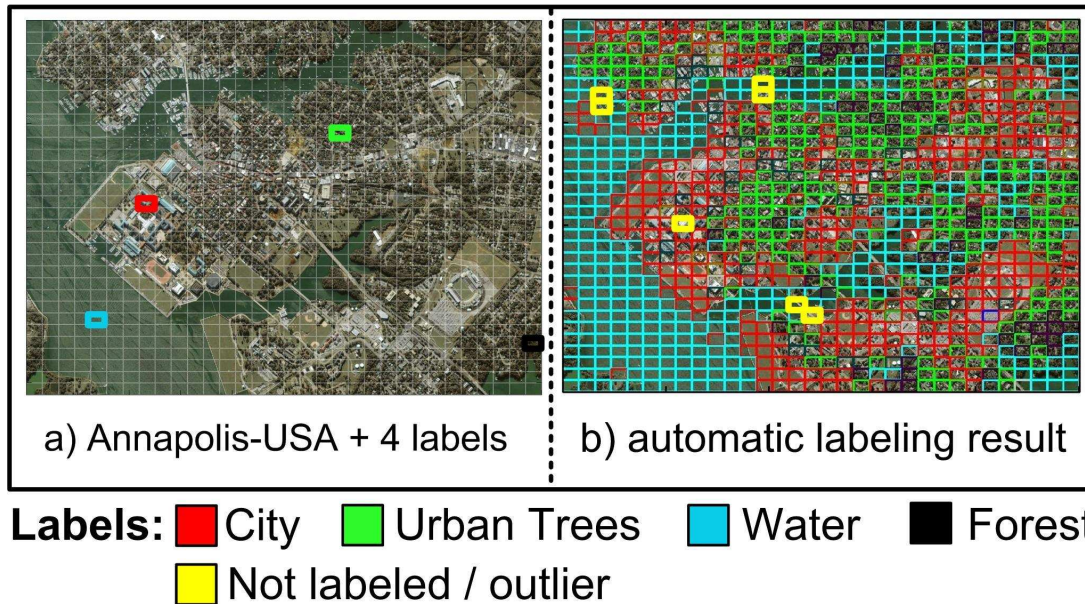 a) Annapolis-USA + 4 labels
b) automatic labeling result
Labels: City Urban Trees Water Forest
Not labeled / outlier